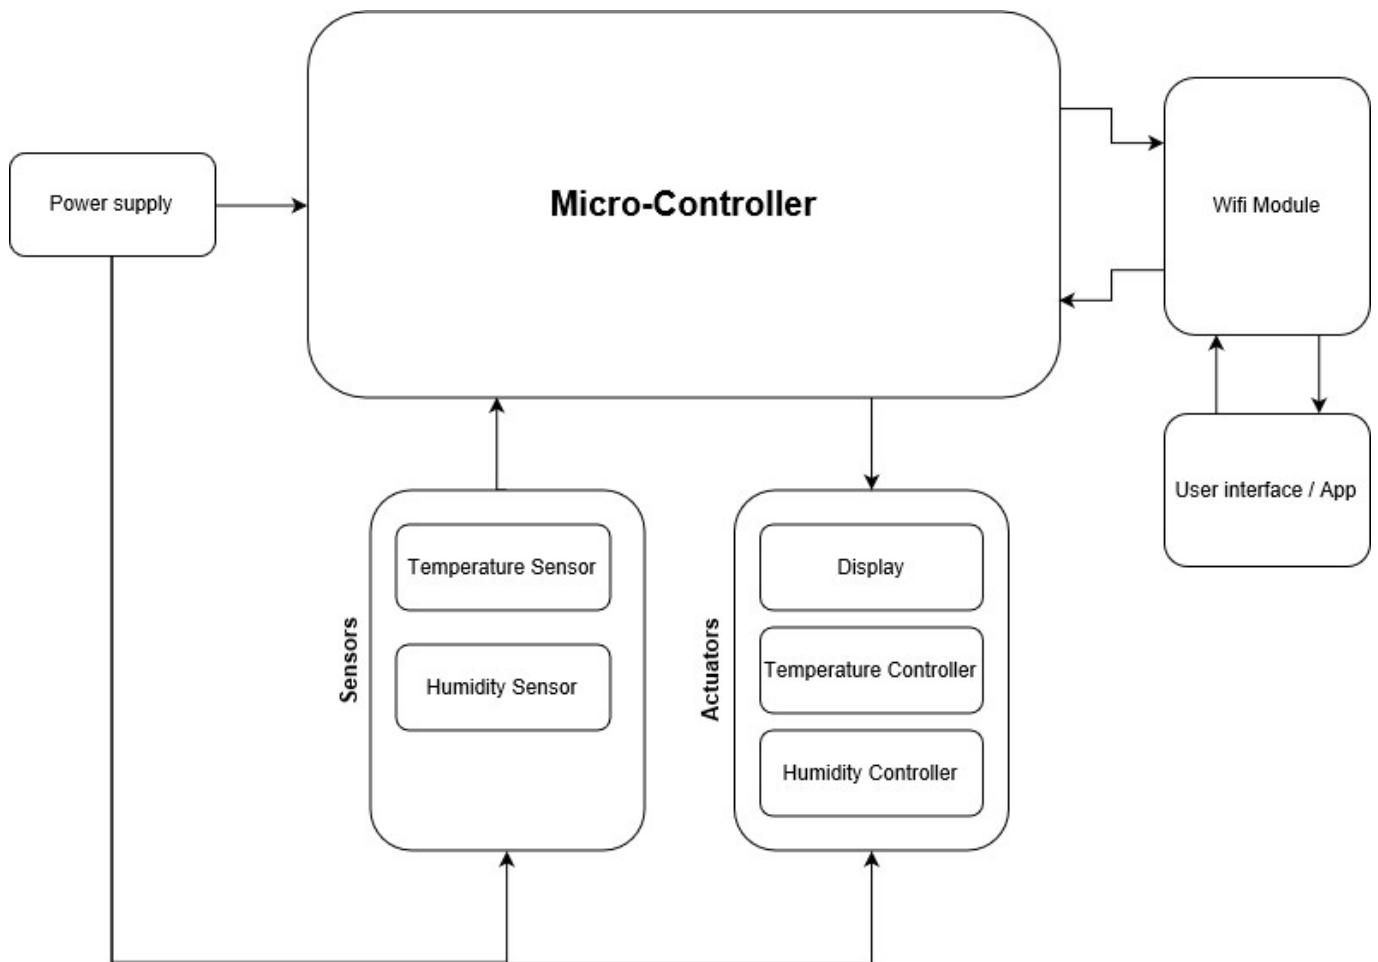 Micro-Controller
Power supply
Wifi Module
User interface / App
Sensors
Temperature Sensor
Humidity Sensor
Actuators
Display
Temperature Controller
Humidity Controller